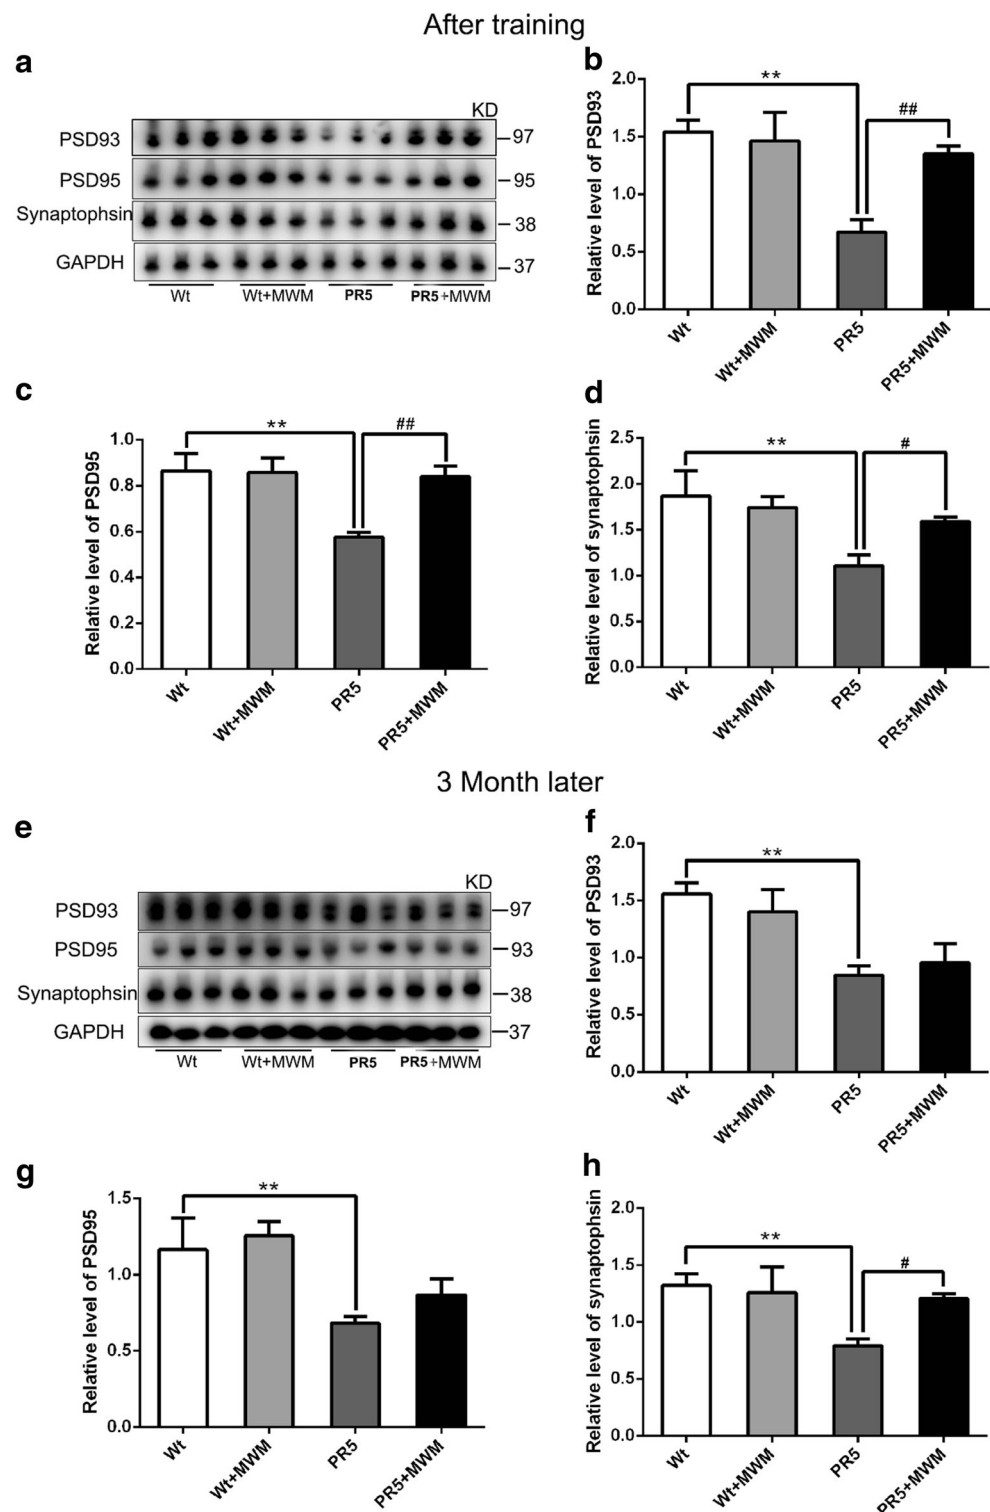 After training
a
KD
PSD93
97
PSD95
95
Synaptophsin
38
GAPDH
37
Wt Wt+MWM PR5 PR5+MWM
b
Relative level of PSD93
2.0
1.5
1.0
0.5
0.0
**
##
Wt Wt+MWM PR5 PR5+MWM
c
Relative level of PSD95
1.0
0.8
0.6
0.4
0.2
0.0
**
##
Wt Wt+MWM PR5 PR5+MWM
d
Relative level of synaptophsin
2.5
2.0
1.5
1.0
0.5
0.0
**
#
Wt Wt+MWM PR5 PR5+MWM
3 Month later
e
KD
PSD93
97
PSD95
93
Synaptophsin
38
GAPDH
37
Wt Wt+MWM PR5 PR5+MWM
f
Relative level of PSD93
2.0
1.5
1.0
0.5
0.0
**
Wt Wt+MWM PR5 PR5+MWM
g
Relative level of PSD95
1.5
1.0
0.5
0.0
**
Wt Wt+MWM PR5 PR5+MWM
h
Relative level of synaptophsin
2.0
1.5
1.0
0.5
0.0
**
#
Wt Wt+MWM PR5 PR5+MWM